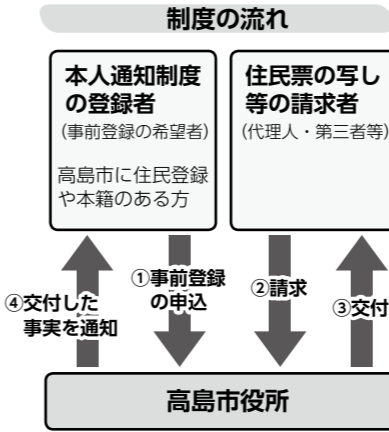 制度の流れ
本人通知制度
の登録者
(事前登録の希望者)
高島市に住民登録
や本籍のある方
住民票の写し
等の請求者
(代理人・第三者等)
①事前登録
の申込
②請求
③交付
④交付した
事実を通知
高島市役所